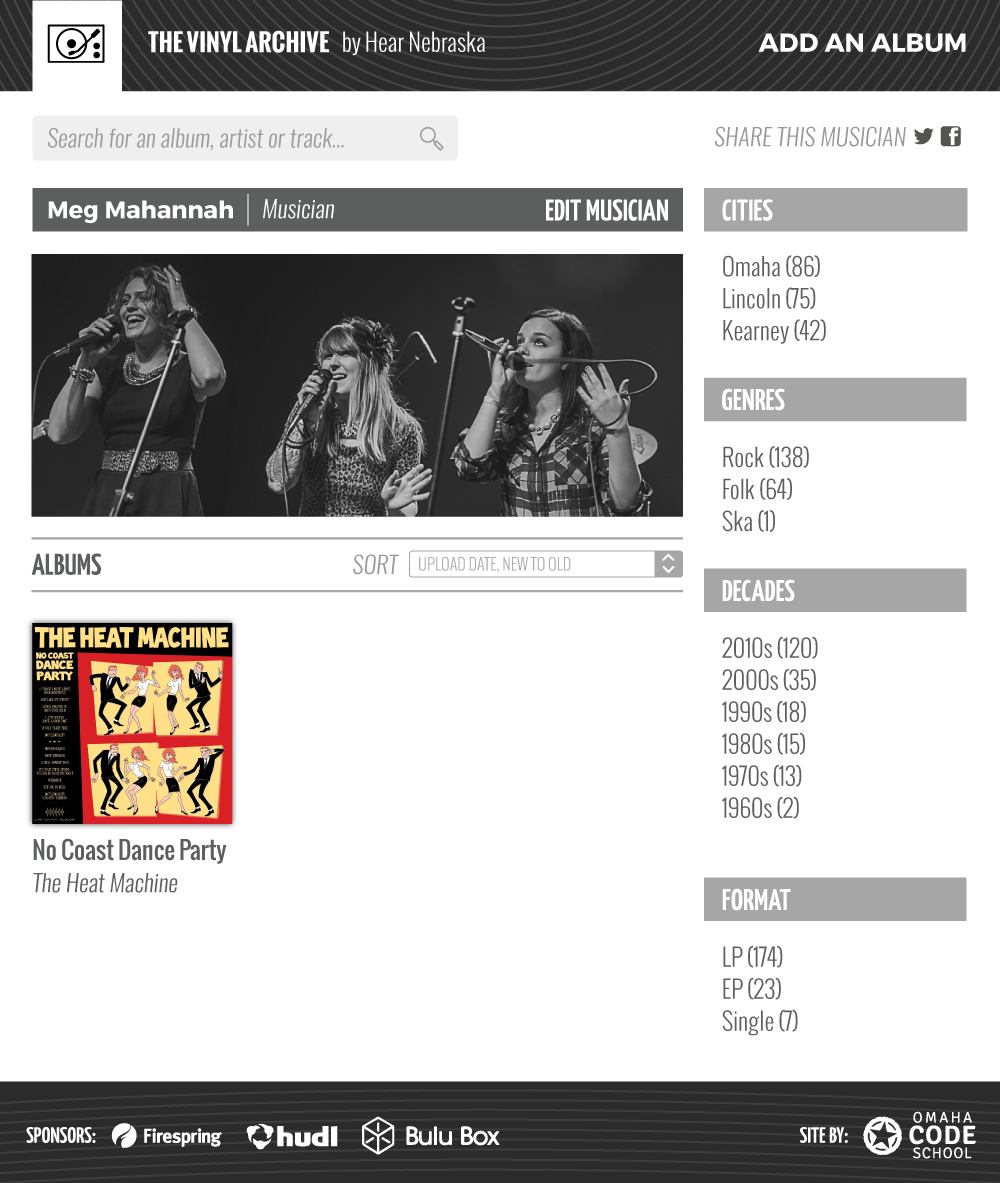 THE VINYL ARCHIVE by Hear Nebraska
ADD AN ALBUM
Search for an album, artist or track...
SHARE THIS MUSICIAN
Meg Mahannah | Musician
EDIT MUSICIAN
ALBUMS
SORT
UPLOAD DATE, NEW TO OLD
THE HEAT MACHINE
NO COAST
DANCE
PARTY
No Coast Dance Party
The Heat Machine
CITIES
Omaha (86)
Lincoln (75)
Kearney (42)
GENRES
Rock (138)
Folk (64)
Ska (1)
DECADES
2010s (120)
2000s (35)
1990s (18)
1980s (15)
1970s (13)
1960s (2)
FORMAT
LP (174)
EP (23)
Single (7)
SPONSORS:
Firespring
hudl
Bulu Box
SITE BY:
OMAHA
CODE
SCHOOL